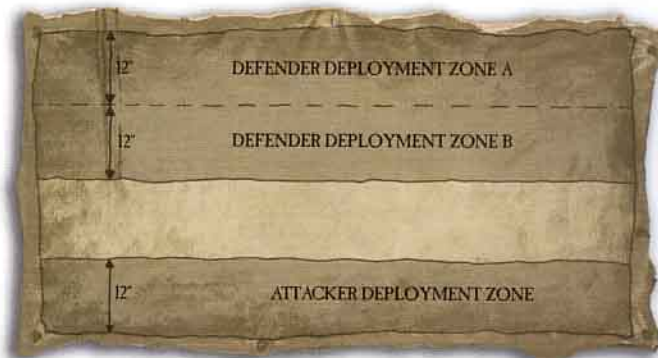 12"
DEFENDER DEPLOYMENT ZONE A
12"
DEFENDER DEPLOYMENT ZONE B
12"
ATTACKER DEPLOYMENT ZONE